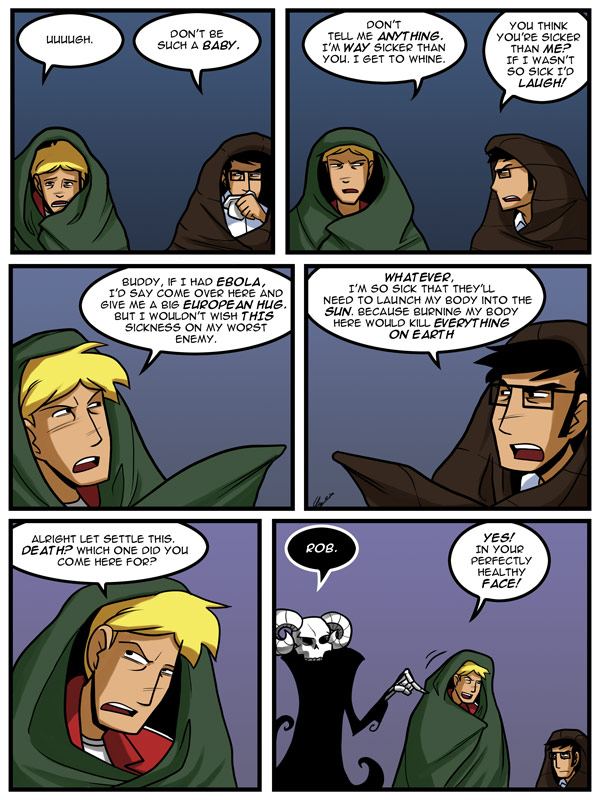 UUUUGH.
DON'T BE
SUCH A BABY.
DON'T
TELL ME ANYTHING.
I'M WAY SICKER THAN
YOU. I GET TO WHINE.
YOU THINK
YOU'RE SICKER
THAN ME?
IF I WASN'T
SO SICK I'D
LAUGH!
BUDDY, IF I HAD EBOLA,
I'D SAY COME OVER HERE AND
GIVE ME A BIG EUROPEAN HUG.
BUT I WOULDN'T WISH THIS
SICKNESS ON MY WORST
ENEMY.
WHATEVER,
I'M SO SICK THAT THEY'LL
NEED TO LAUNCH MY BODY INTO THE
SUN. BECAUSE BURNING MY BODY
HERE WOULD KILL EVERYTHING
ON EARTH
ALRIGHT LET SETTLE THIS.
DEATH? WHICH ONE DID YOU
COME HERE FOR?
ROB.
YES!
IN YOUR
PERFECTLY
HEALTHY
FACE!